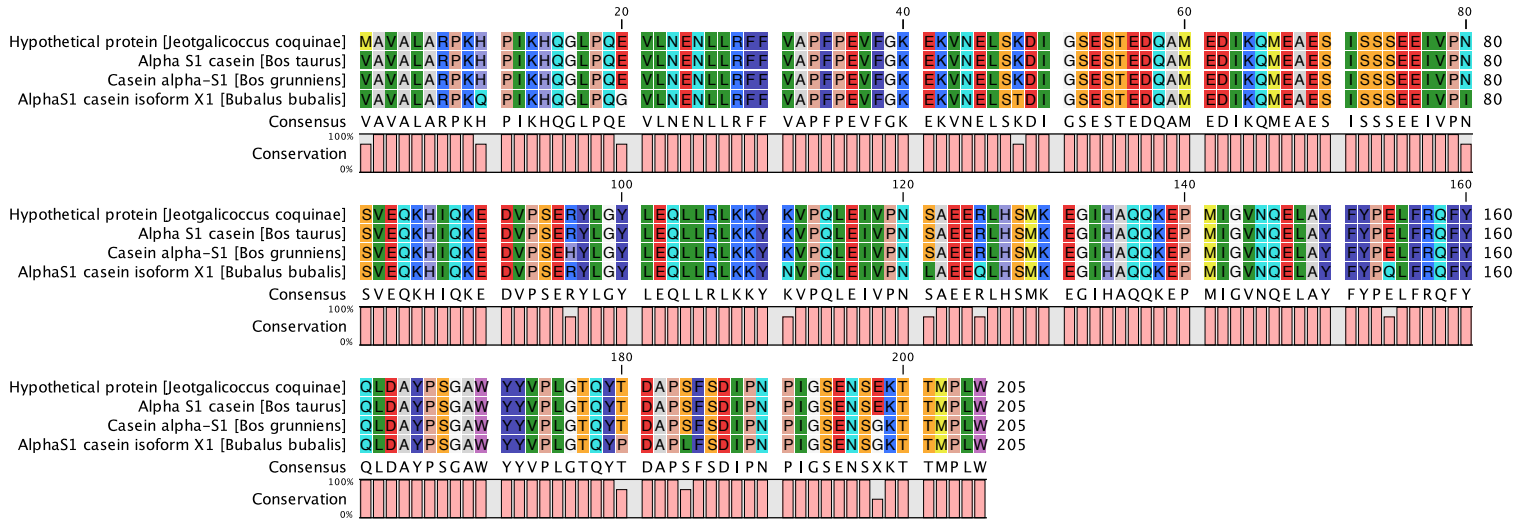 20 40 60 80
Hypothetical protein [Jeotgalicoccus coquinae] MAVALARPKH PIKHQGLPQE VLNENLLRFF VAPFPEVFGK EKVNELSKDI GSESTEDQAM EDIKQMEAES ISSSEEIVPN 80
Alpha S1 casein [Bos taurus] VAVALARPKH PIKHQGLPQE VLNENLLRFF VAPFPEVFGK EKVNELSKDI GSESTEDQAM EDIKQMEAES ISSSEEIVPN 80
Casein alpha-S1 [Bos grunniens] VAVALARPKH PIKHQGLPQE VLNENLLRFF VAPFPEVFGK EKVNELSKDI GSESTEDQAM EDIKQMEAES ISSSEEIVPN 80
AlphaS1 casein isoform X1 [Bubalus bubalis] VAVALARPKQ PIKHQGLPQG VLNENLLRFF VAPFPEVFGK EKVNELSTDI GSESTEDQAM EDIKQMEAES ISSSEEIVPI 80
Consensus VAVALARPKH PIKHQGLPQE VLNENLLRFF VAPFPEVFGK EKVNELSKDI GSESTEDQAM EDIKQMEAES ISSSEEIVPN
100%
Conservation
0%
100 120 140 160
Hypothetical protein [Jeotgalicoccus coquinae] SVEQKHIQKE DVPSERYLGY LEQLLRLKKY KVPQLEIVPN SAEERLHSMK EGIHAQQKEP MIGVNQELAY FYPELFRQFY 160
Alpha S1 casein [Bos taurus] SVEQKHIQKE DVPSERYLGY LEQLLRLKKY KVPQLEIVPN SAEERLHSMK EGIHAQQKEP MIGVNQELAY FYPELFRQFY 160
Casein alpha-S1 [Bos grunniens] SVEQKHIQKE DVPSEHYLGY LEQLLRLKKY KVPQLEIVPN SAEERLHSMK EGIHAQQKEP MIGVNQELAY FYPELFRQFY 160
AlphaS1 casein isoform X1 [Bubalus bubalis] SVEQKHIQKE DVPSERYLGY LEQLLRLKKY NVPQLEIVPN LAEEQLHSMK EGIHAQQKEP MIGVNQELAY FYPQLFRQFY 160
Consensus SVEQKHIQKE DVPSERYLGY LEQLLRLKKY KVPQLEIVPN SAEERLHSMK EGIHAQQKEP MIGVNQELAY FYPELFRQFY
100%
Conservation
0%
180 200
Hypothetical protein [Jeotgalicoccus coquinae] QLDAYPSGAW YYVPLGTQYT DAPSFSDIPN PIGSENSEKT TMPLW 205
Alpha S1 casein [Bos taurus] QLDAYPSGAW YYVPLGTQYT DAPSFSDIPN PIGSENSEKT TMPLW 205
Casein alpha-S1 [Bos grunniens] QLDAYPSGAW YYVPLGTQYT DAPSFSDIPN PIGSENSGKT TMPLW 205
AlphaS1 casein isoform X1 [Bubalus bubalis] QLDAYPSGAW YYVPLGTQYP DAPLFSDIPN PIGSENSGKT TMPLW 205
Consensus QLDAYPSGAW YYVPLGTQYT DAPSFSDIPN PIGSENSXKT TMPLW
100%
Conservation
0%